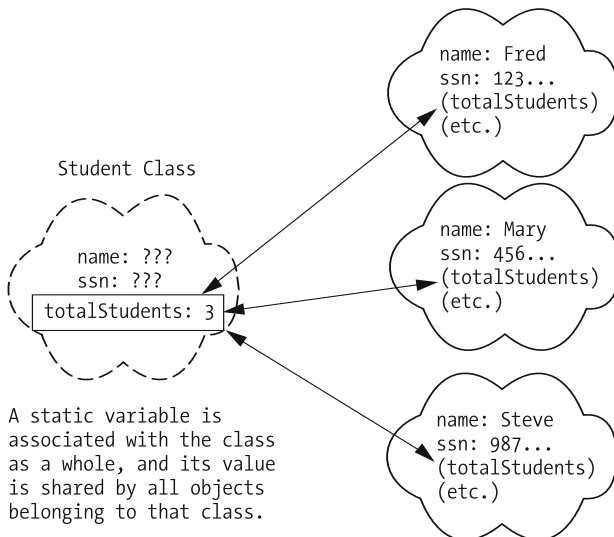 name: Fred
ssn: 123...
(totalStudents)
(etc.)
Student Class
name: ???
ssn: ???
totalStudents: 3
name: Mary
ssn: 456...
(totalStudents)
(etc.)
A static variable is
associated with the class
as a whole, and its value
is shared by all objects
belonging to that class.
name: Steve
ssn: 987...
(totalStudents)
(etc.)